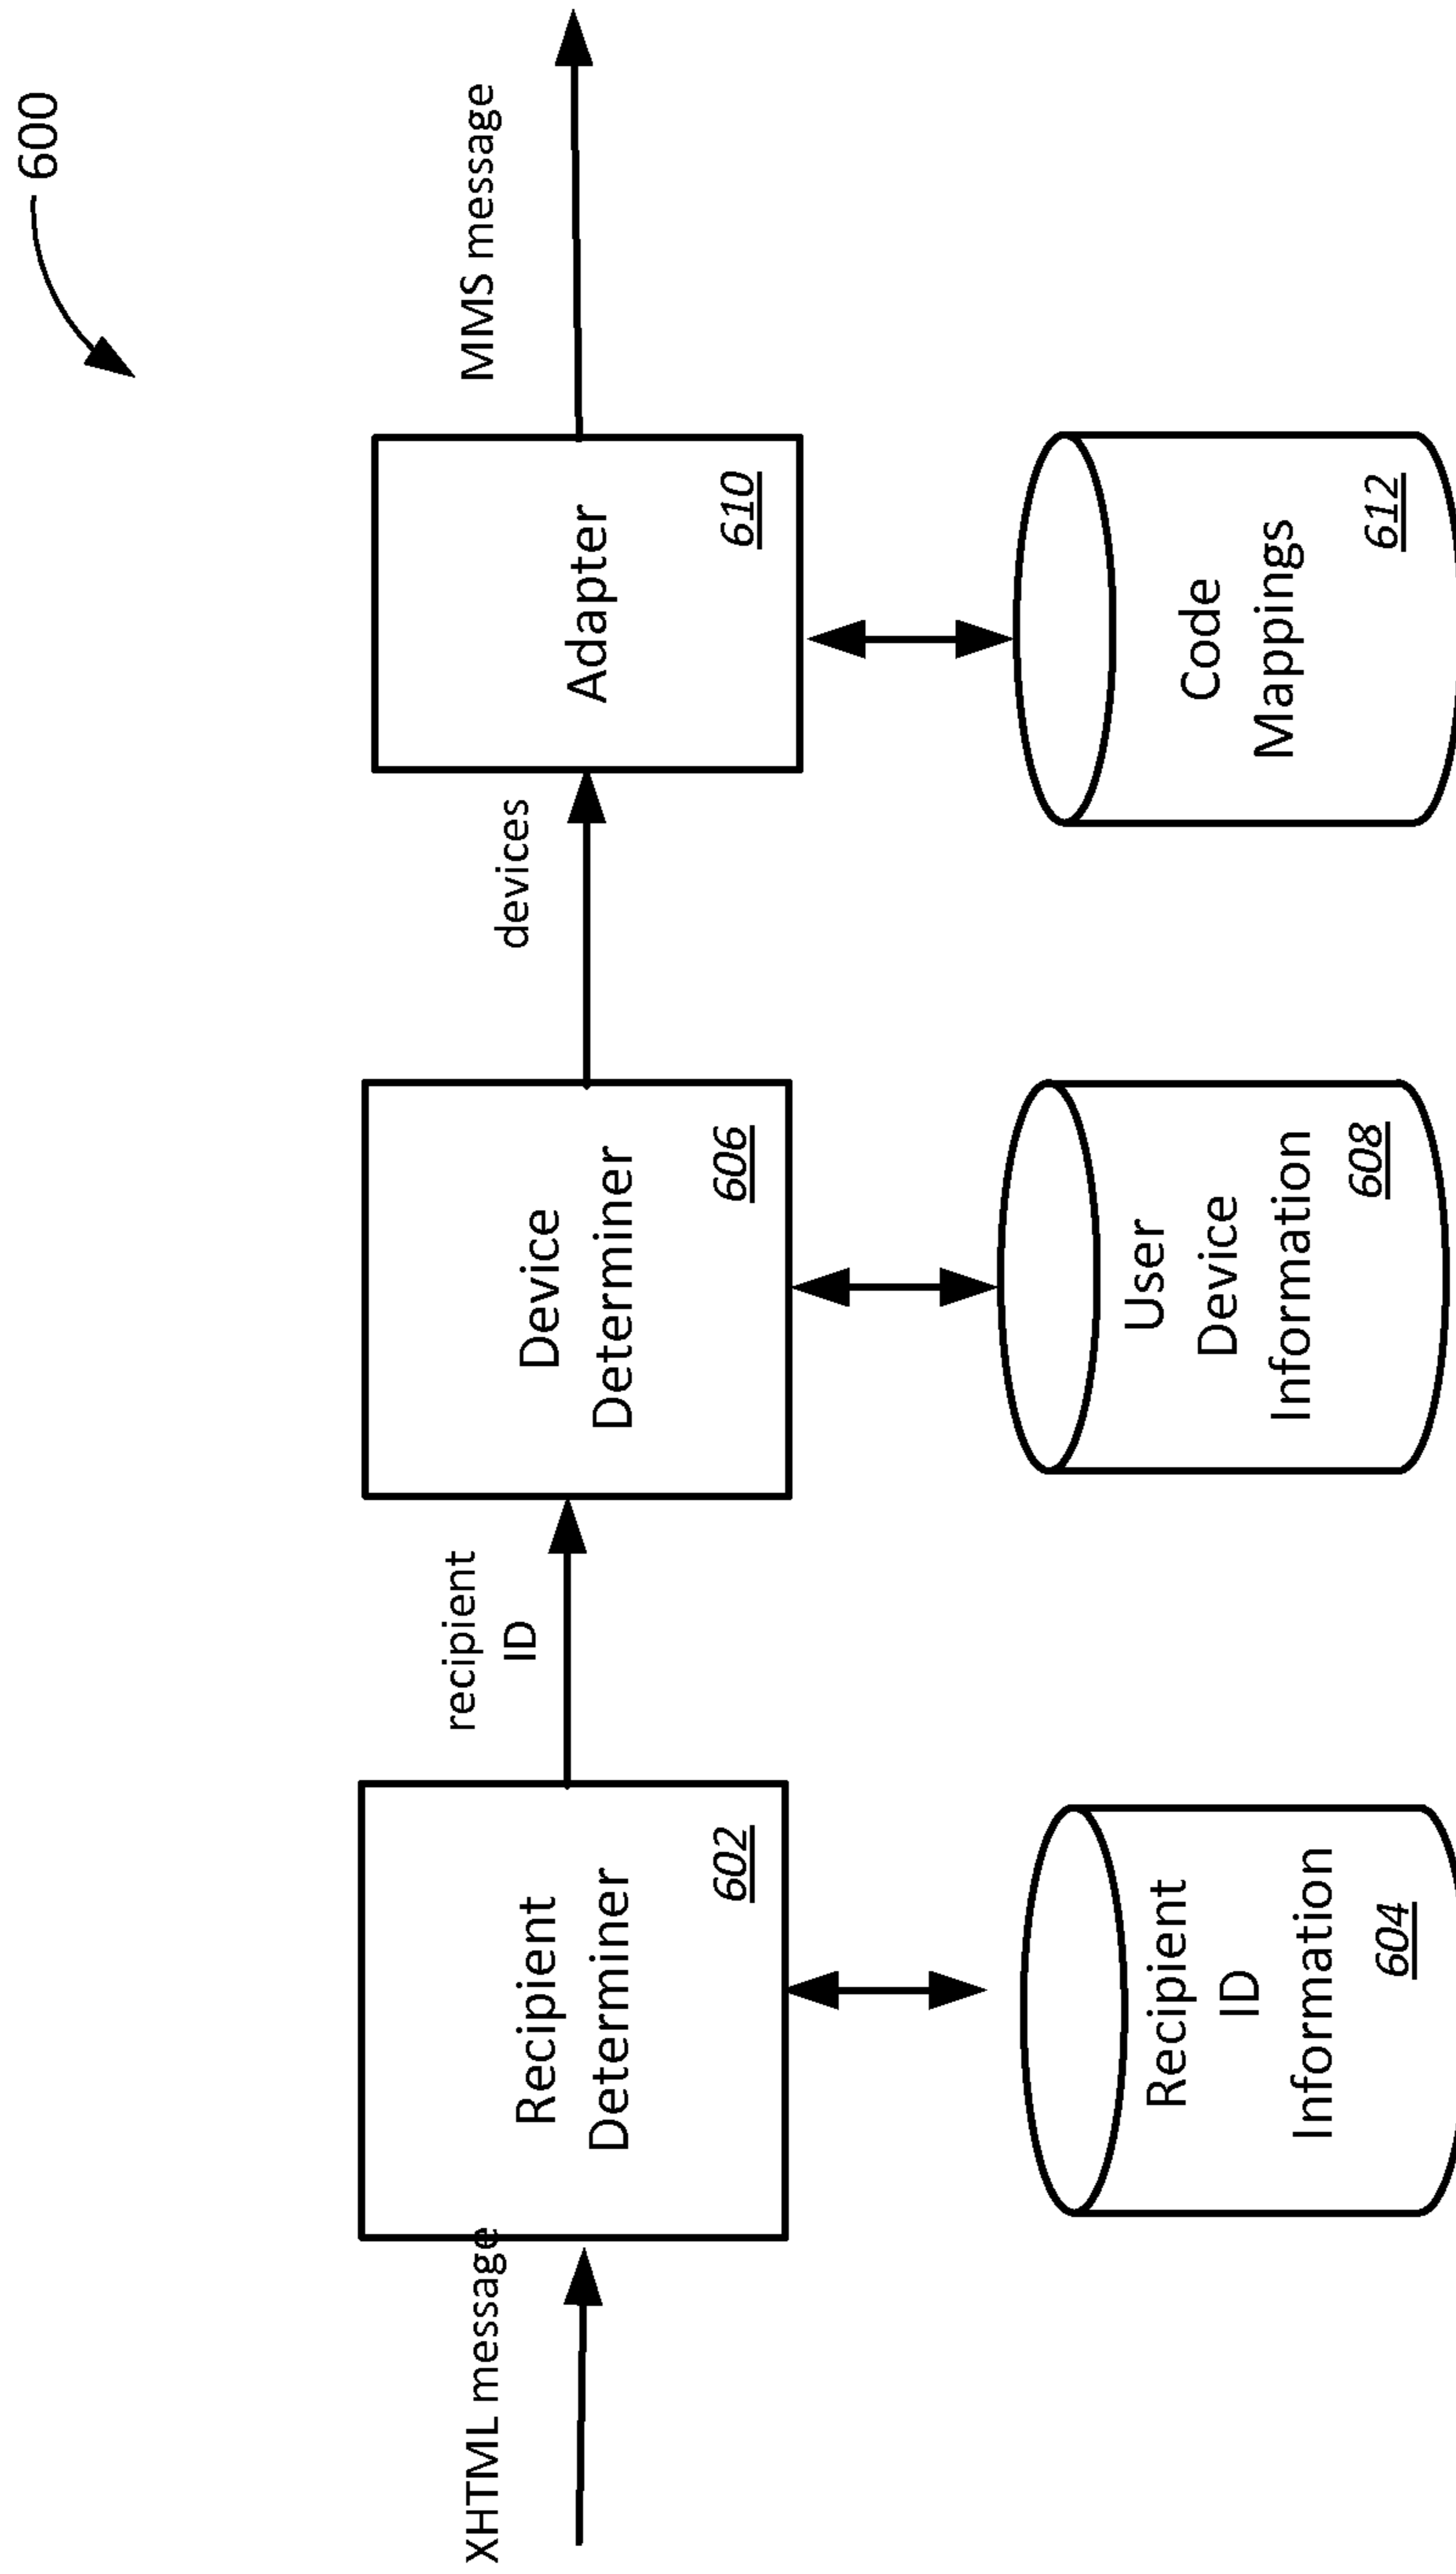 600
XHTML message
Recipient
Determiner
602
recipient
ID
Device
Determiner
606
devices
Adapter
610
MMS message
Recipient
ID
Information
604
User
Device
Information
608
Code
Mappings
612